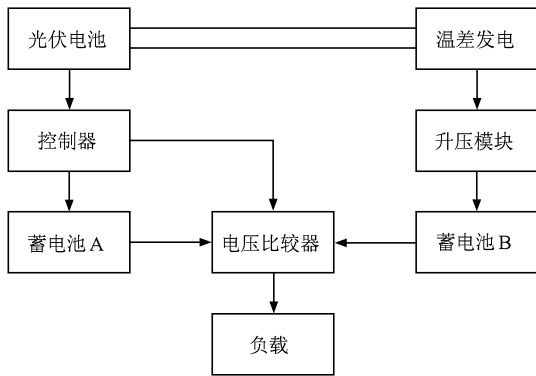 光伏电池
温差发电
控制器
升压模块
蓄电池A
电压比较器
蓄电池B
负载